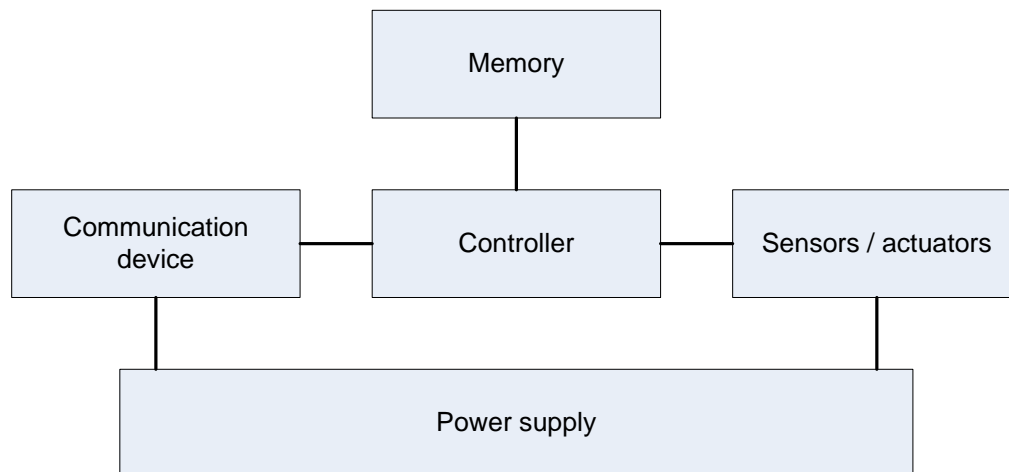 Memory
Communication
device
Controller
Sensors / actuators
Power supply